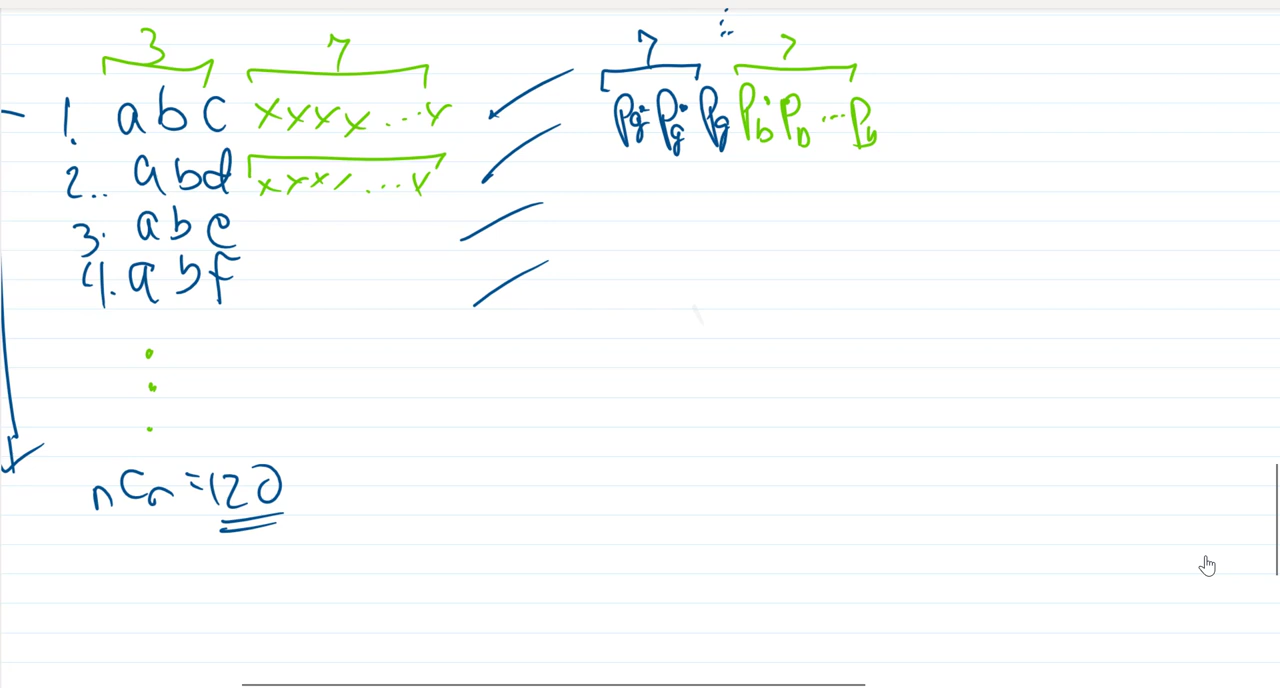 3 7 7 7
1. a b c x x x x ... x Pg Pg Pg Pb Pb ... Pb
2.. a b d x x x x ... x
3. a b e
4. a b f
nCr = 120